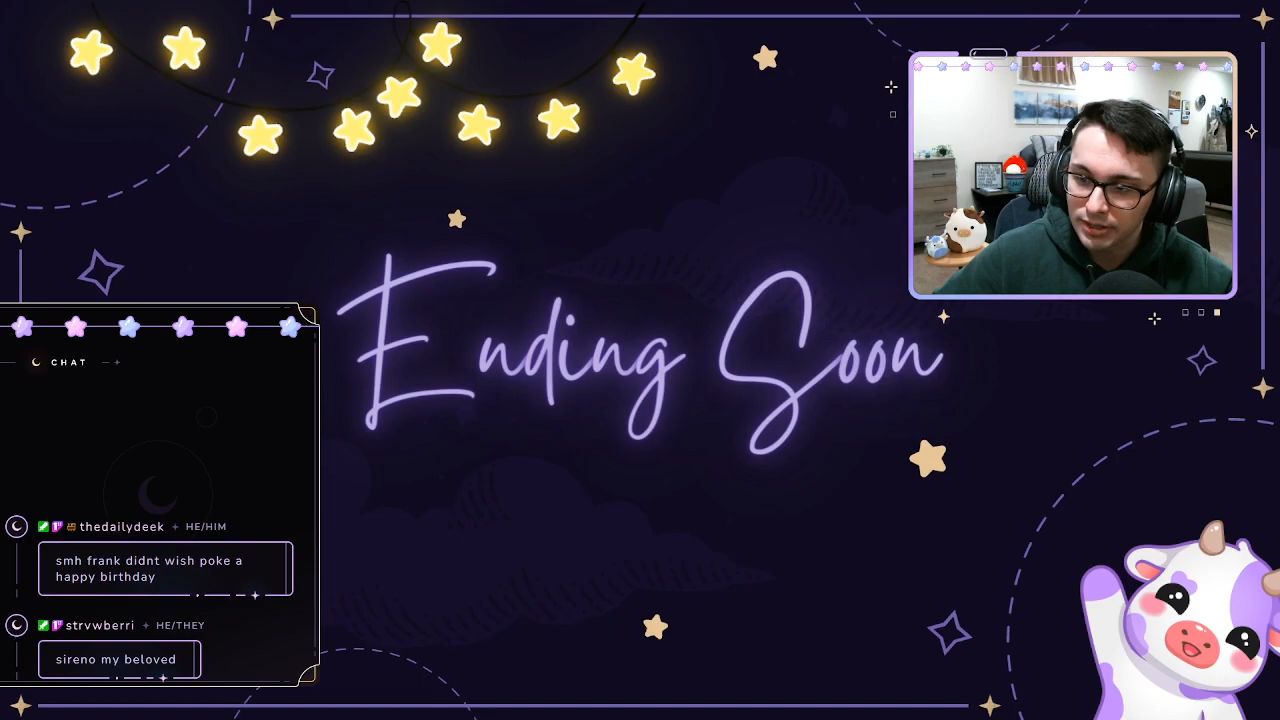 Ending Soon
CHAT
thedailydeek + HE/HIM
smh frank didnt wish poke a
happy birthday
strvwberri + HE/THEY
sireno my beloved